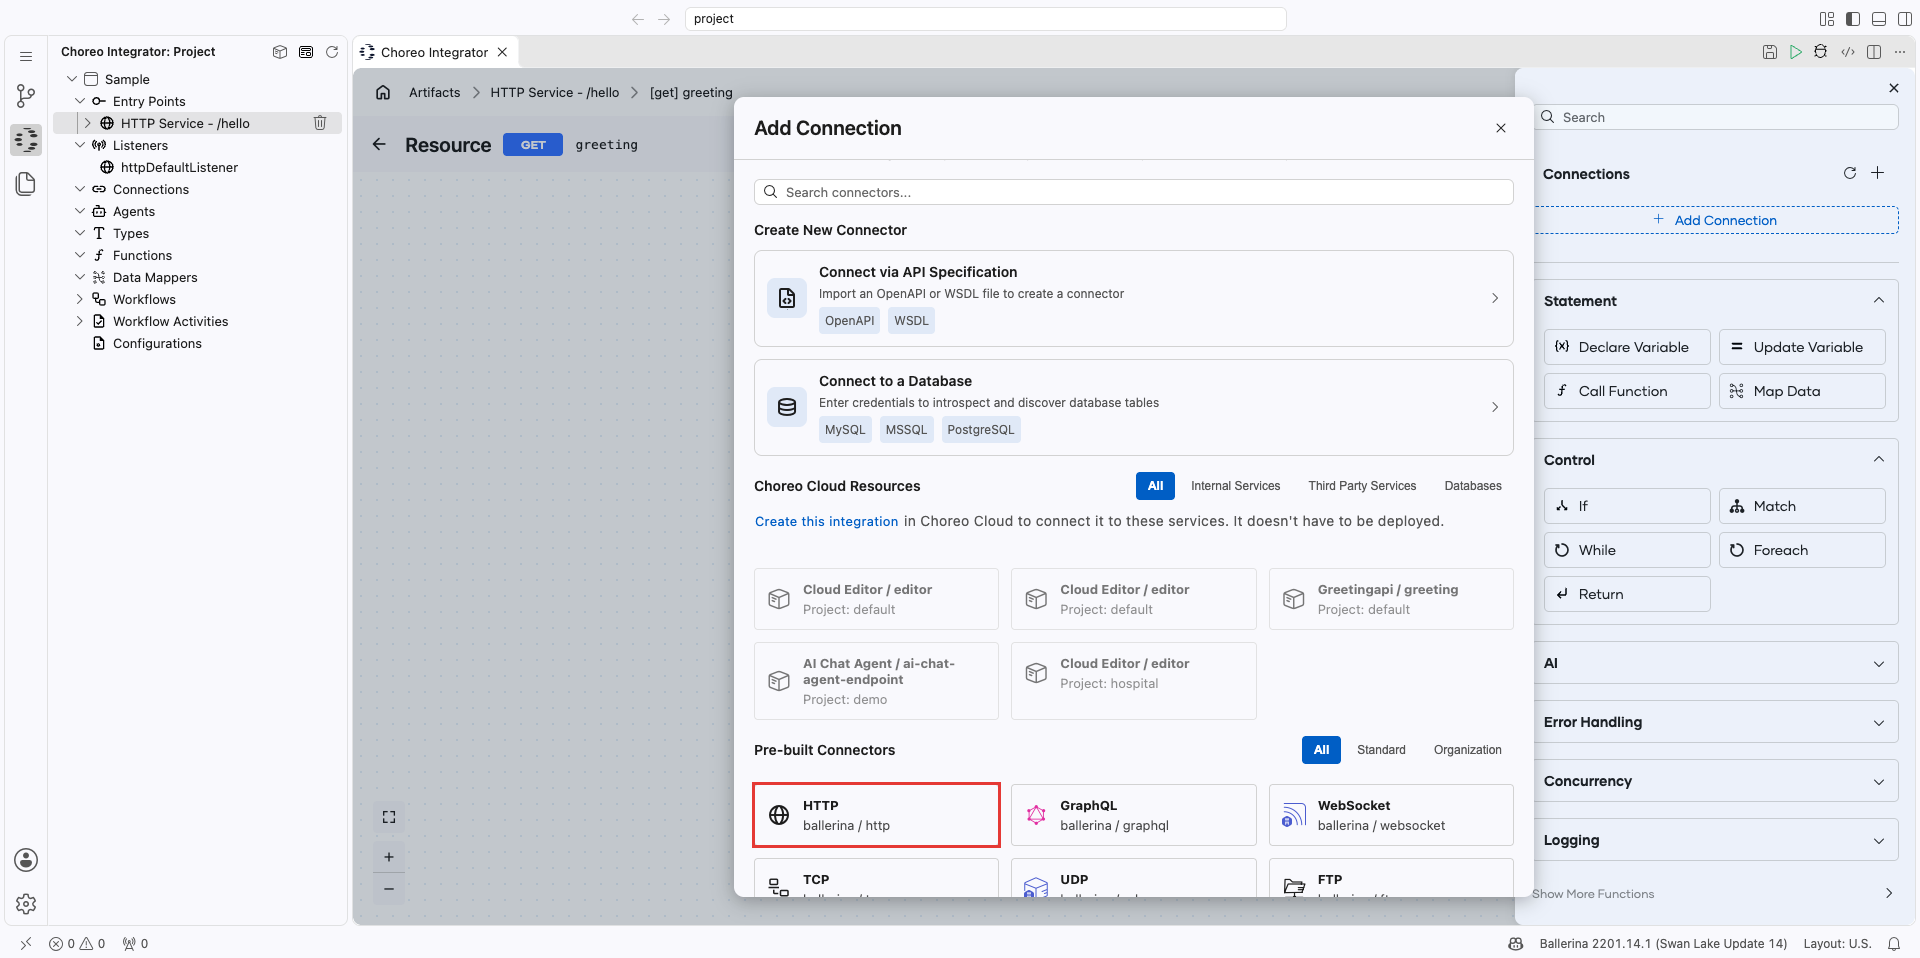 project
Choreo Integrator: Project
Sample
Entry Points
HTTP Service - /hello
Listeners
httpDefaultListener
Connections
Agents
Types
Functions
Data Mappers
Workflows
Workflow Activities
Configurations
Choreo Integrator
Artifacts
HTTP Service - /hello
[get] greeting
Resource
GET
greeting
Add Connection
Search connectors...
Create New Connector
Connect via API Specification
Import an OpenAPI or WSDL file to create a connector
OpenAPI
WSDL
Connect to a Database
Enter credentials to introspect and discover database tables
MySQL
MSSQL
PostgreSQL
Choreo Cloud Resources
All
Internal Services
Third Party Services
Databases
Create this integration in Choreo Cloud to connect it to these services. It doesn't have to be deployed.
Cloud Editor / editor
Project: default
Cloud Editor / editor
Project: default
Greetingapi / greeting
Project: default
AI Chat Agent / ai-chat-
agent-endpoint
Project: demo
Cloud Editor / editor
Project: hospital
Pre-built Connectors
All
Standard
Organization
HTTP
ballerina / http
GraphQL
ballerina / graphql
WebSocket
ballerina / websocket
TCP
UDP
FTP
Search
Connections
Add Connection
Statement
Declare Variable
Update Variable
Call Function
Map Data
Control
If
Match
While
Foreach
Return
AI
Error Handling
Concurrency
Logging
Show More Functions
0
0
0
Ballerina 2201.14.1 (Swan Lake Update 14)
Layout: U.S.